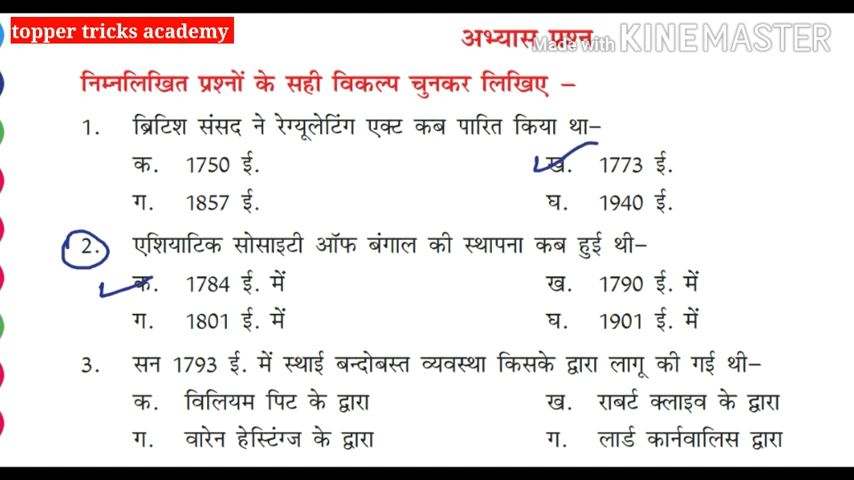 topper tricks academy
अभ्यास प्रश्न
Made with KINEMASTER
निम्नलिखित प्रश्नों के सही विकल्प चुनकर लिखिए –
1. ब्रिटिश संसद ने रेग्यूलेटिंग एक्ट कब पारित किया था–
क. 1750 ई. ख. 1773 ई.
ग. 1857 ई. घ. 1940 ई.
2. एशियाटिक सोसाइटी ऑफ बंगाल की स्थापना कब हुई थी–
क. 1784 ई. में ख. 1790 ई. में
ग. 1801 ई. में घ. 1901 ई. में
3. सन 1793 ई. में स्थाई बन्दोबस्त व्यवस्था किसके द्वारा लागू की गई थी–
क. विलियम पिट के द्वारा ख. राबर्ट क्लाइव के द्वारा
ग. वारेन हेस्टिंग्ज के द्वारा ग. लार्ड कार्नवालिस द्वारा